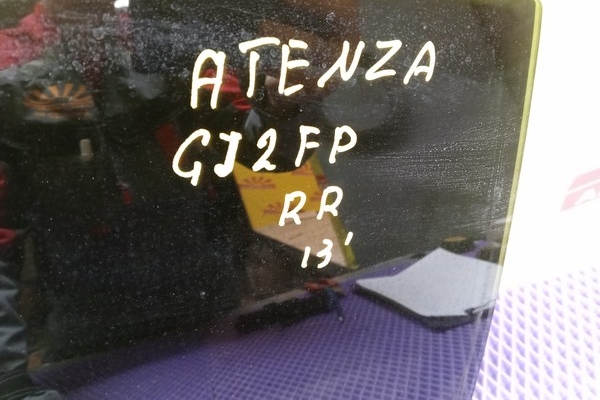 ATENZA
GJ2FP
RR
13'